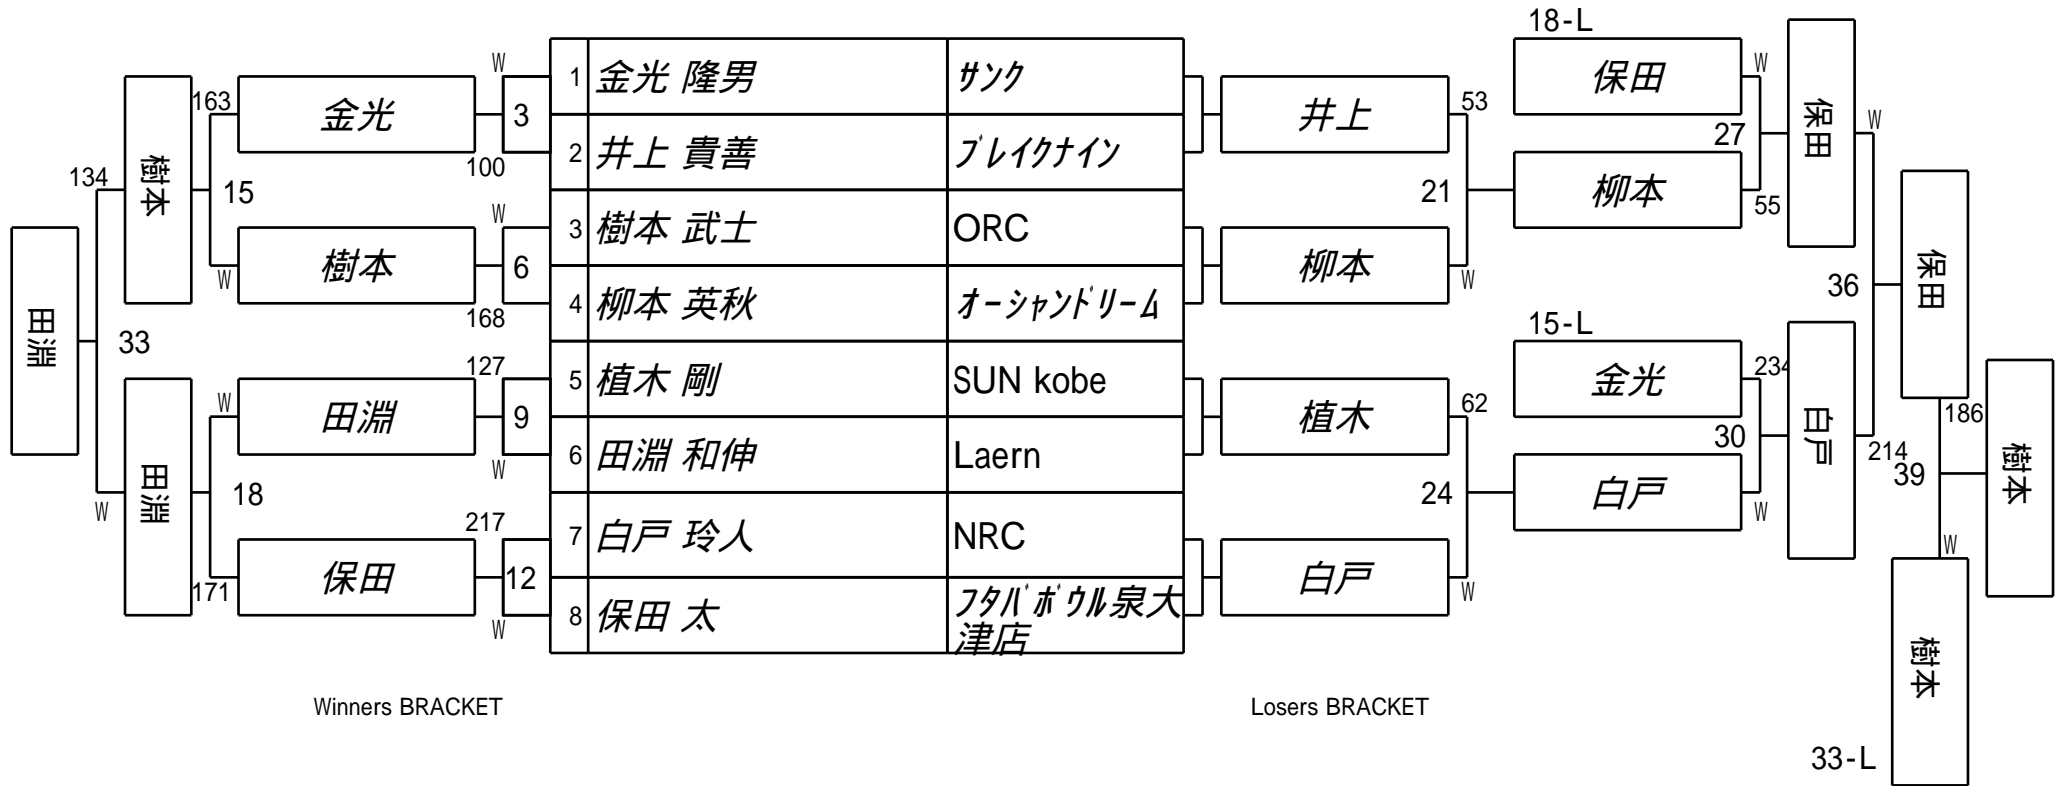 18-L
W
W
1 金光 隆男 サンク
保田
163
金光
3
井上
53
保田
W
2 井上 貴善 ブレイクナイン
27
100
134
樹本
15
21
柳本
55
W
3 樹本 武士 ORC
樹本
6
柳本
保田
W
W
4 柳本 英秋 オーシャンドリーム
36
168
15-L
田淵
33
127
5 植木 剛 SUN kobe
金光
234
W
田淵
9
植木
62
白戸
186
30
214
6 田淵 和伸 Laern
W
田淵
18
24
白戸
39
樹本
W
W
217
7 白戸 玲人 NRC
W
171
保田
12
白戸
W
8 保田 太 フタバボウル泉大
津店
W
樹本
Winners BRACKET
Losers BRACKET
33-L